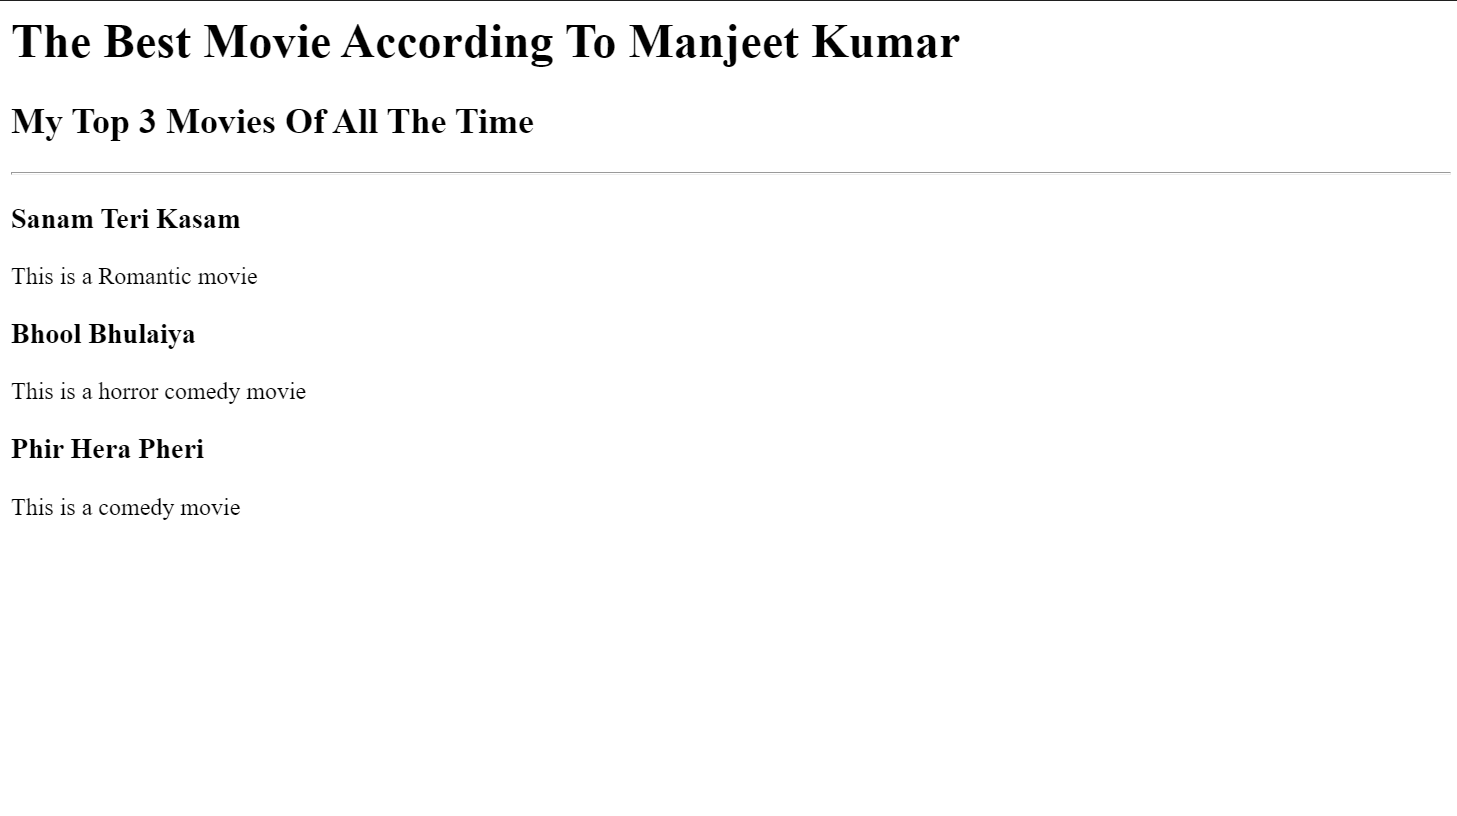 The Best Movie According To Manjeet Kumar
My Top 3 Movies Of All The Time
Sanam Teri Kasam
This is a Romantic movie
Bhool Bhulaiya
This is a horror comedy movie
Phir Hera Pheri
This is a comedy movie